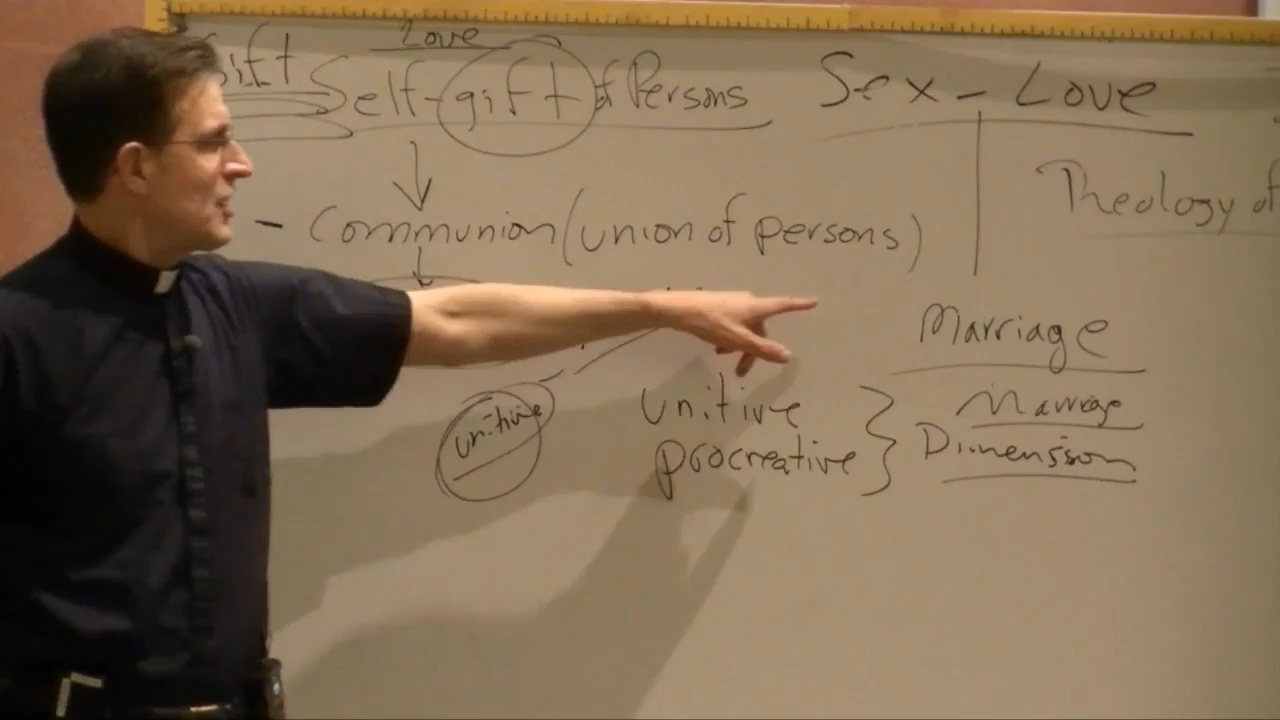 Love
Gift Self-gift of Persons
Sex - Love
Theology of
- Communion (union of persons)
Marriage
unitive
unitive
procreative
Marriage
Dimension